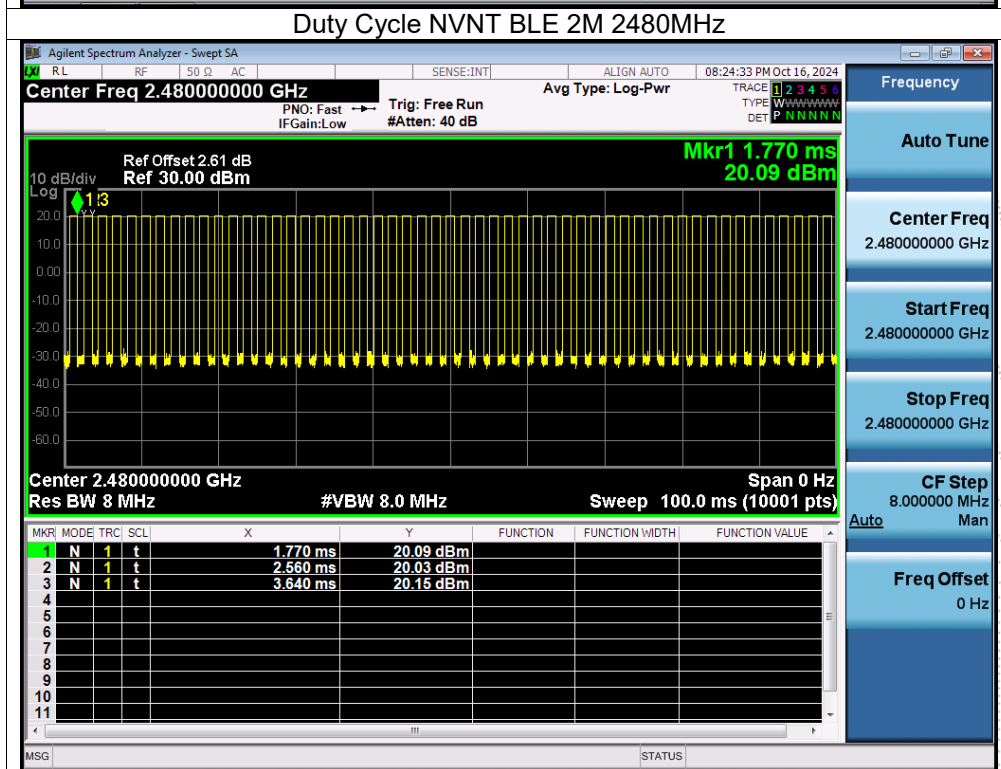 Duty Cycle NVNT BLE 2M 2480MHz
Agilent Spectrum Analyzer - Swept SA
LXI RL RF 50 Ω AC SENSE:INT ALIGN AUTO 08:24:33 PM Oct 16, 2024
Center Freq 2.480000000 GHz
PNO: Fast
IFGain:Low
Trig: Free Run
#Atten: 40 dB
Avg Type: Log-Pwr
TRACE 1 2 3 4 5 6
TYPE WWWWWWW
DET P N N N N N
Frequency
Auto Tune
Center Freq
2.480000000 GHz
Start Freq
2.480000000 GHz
Stop Freq
2.480000000 GHz
CF Step
8.000000 MHz
Auto Man
Freq Offset
0 Hz
Mkr1 1.770 ms
20.09 dBm
Ref Offset 2.61 dB
10 dB/div Ref 30.00 dBm
Log
20.0
10.0
0.00
-10.0
-20.0
-30.0
-40.0
-50.0
-60.0
Center 2.480000000 GHz Span 0 Hz
Res BW 8 MHz #VBW 8.0 MHz Sweep 100.0 ms (10001 pts)
MKR MODE TRC SCL X Y FUNCTION FUNCTION WIDTH FUNCTION VALUE
1 N 1 t 1.770 ms 20.09 dBm
2 N 1 t 2.560 ms 20.03 dBm
3 N 1 t 3.640 ms 20.15 dBm
4
5
6
7
8
9
10
11
MSG STATUS